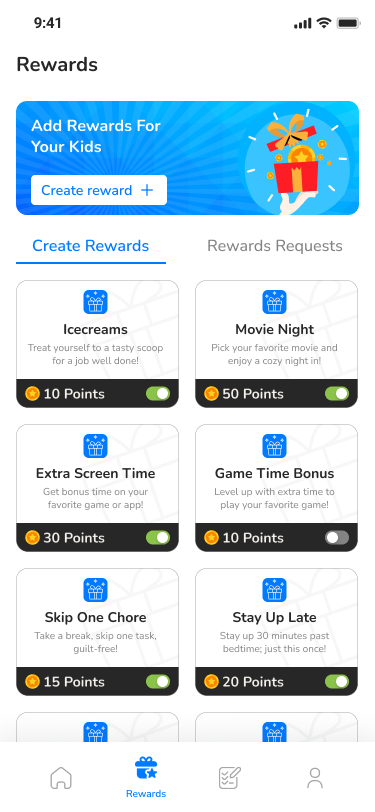 9:41
Rewards
Add Rewards For
Your Kids
Create reward +
Create Rewards
Rewards Requests
Icecreams
Treat yourself to a tasty scoop
for a job well done!
10 Points
Movie Night
Pick your favorite movie and
enjoy a cozy night in!
50 Points
Extra Screen Time
Get bonus time on your
favorite game or app!
30 Points
Game Time Bonus
Level up with extra time to
play your favorite game!
10 Points
Skip One Chore
Take a break, skip one task,
guilt-free!
15 Points
Stay Up Late
Stay up 30 minutes past
bedtime; just this once!
20 Points
Rewards